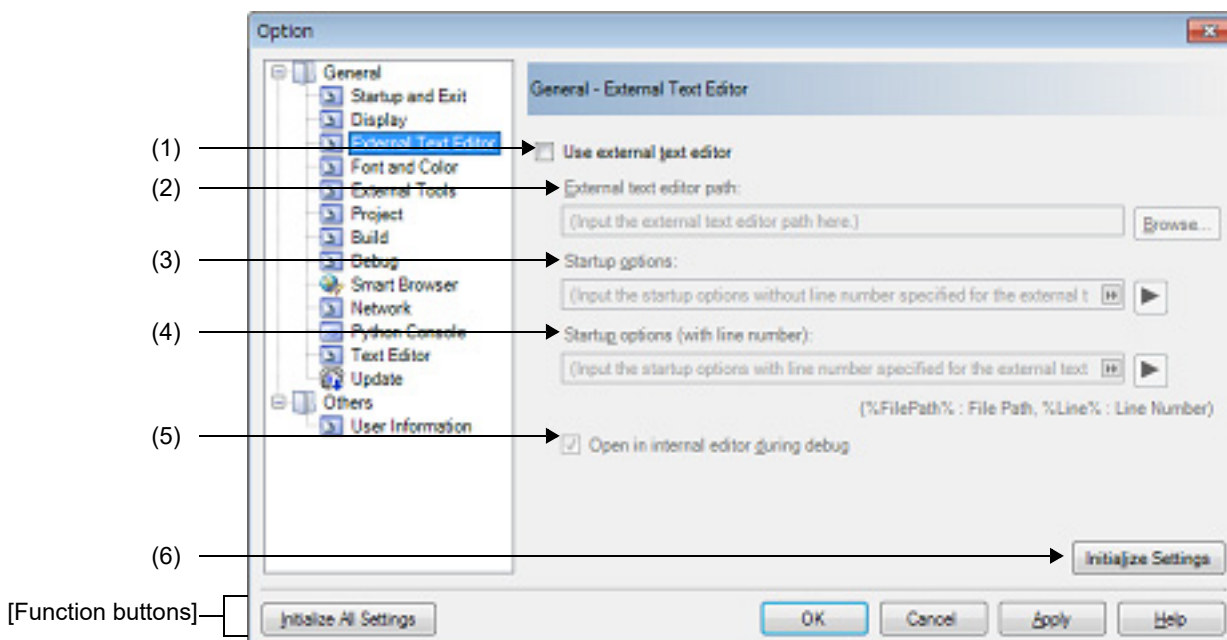 Option
General
Startup and Exit
Display
External Text Editor
Font and Color
External Tools
Project
Build
Debug
Smart Browser
Network
Python Console
Text Editor
Update
Others
User Information
General - External Text Editor
(1)
Use external text editor
(2)
External text editor path:
(Input the external text editor path here.)
Browse...
(3)
Startup options:
(Input the startup options without line number specified for the external t
(4)
Startup options (with line number):
(Input the startup options with line number specified for the external text
(%FilePath% : File Path, %Line% : Line Number)
(5)
Open in internal editor during debug
(6)
Initialize Settings
[Function buttons]
Initialize All Settings
OK
Cancel
Apply
Help